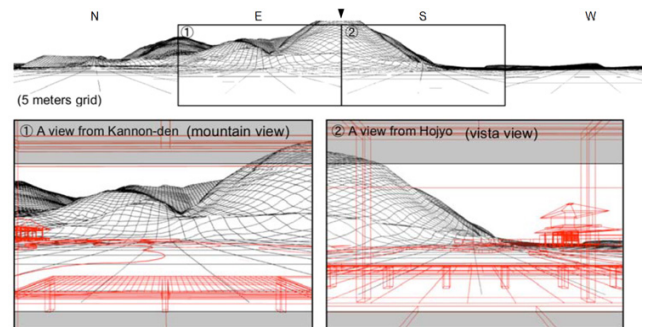 N E S W
① ②
(5 meters grid)
① A view from Kannon-den (mountain view)
② A view from Hojyo (vista view)